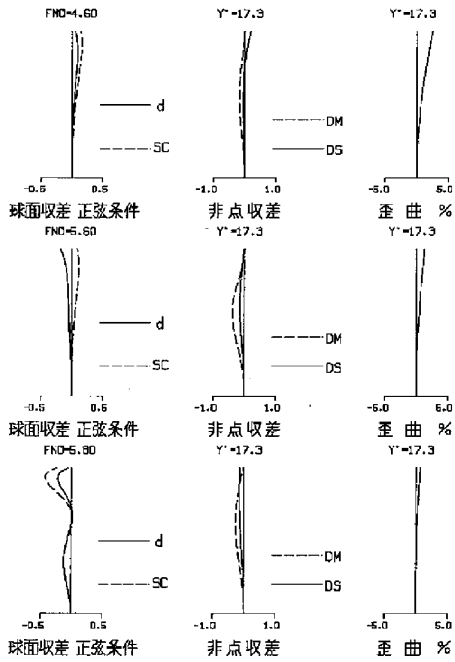 FNO=4.60 Y'=17.3 Y'=17.3
d
SC
DM
DS
-0.5 0.5 -1.0 1.0 -5.0 5.0
球面収差 正弦条件 非点収差 歪曲 %
FNO=5.60 Y'=17.3 Y'=17.3
d
SC
DM
DS
-0.5 0.5 -1.0 1.0 -5.0 5.0
球面収差 正弦条件 非点収差 歪曲 %
FNO=5.80 Y'=17.3 Y'=17.3
d
SC
DM
DS
-0.5 0.5 -1.0 1.0 -5.0 5.0
球面収差 正弦条件 非点収差 歪曲 %